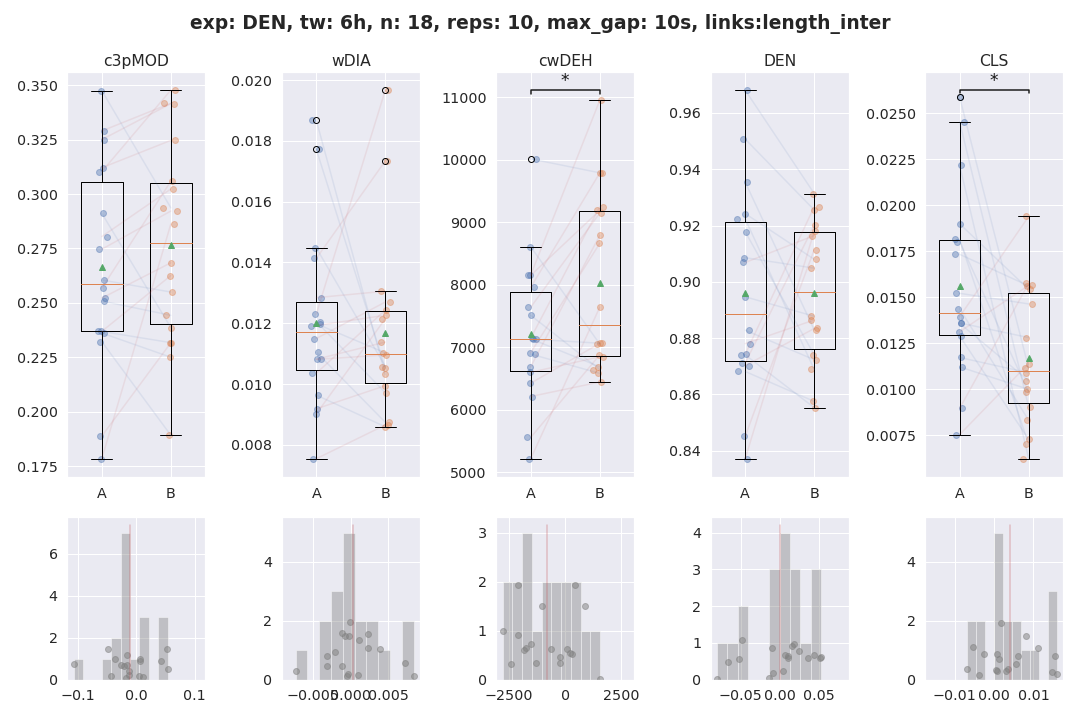 exp: DEN, tw: 6h, n: 18, reps: 10, max_gap: 10s, links:length_inter
c3pMOD wDIA cwDEH DEN CLS
* *
0.350 0.325 0.300 0.275 0.250 0.225 0.200 0.175
A B
0.020 0.018 0.016 0.014 0.012 0.010 0.008
A B
11000 10000 9000 8000 7000 6000 5000
A B
0.96 0.94 0.92 0.90 0.88 0.86 0.84
A B
0.0250 0.0225 0.0200 0.0175 0.0150 0.0125 0.0100 0.0075
A B
6 4 2 0
−0.1 0.0 0.1
4 2 0
−0.005 0.000 0.005
3 2 1 0
−2500 0 2500
4 3 2 1 0
−0.05 0.00 0.05
4 2 0
−0.01 0.00 0.01